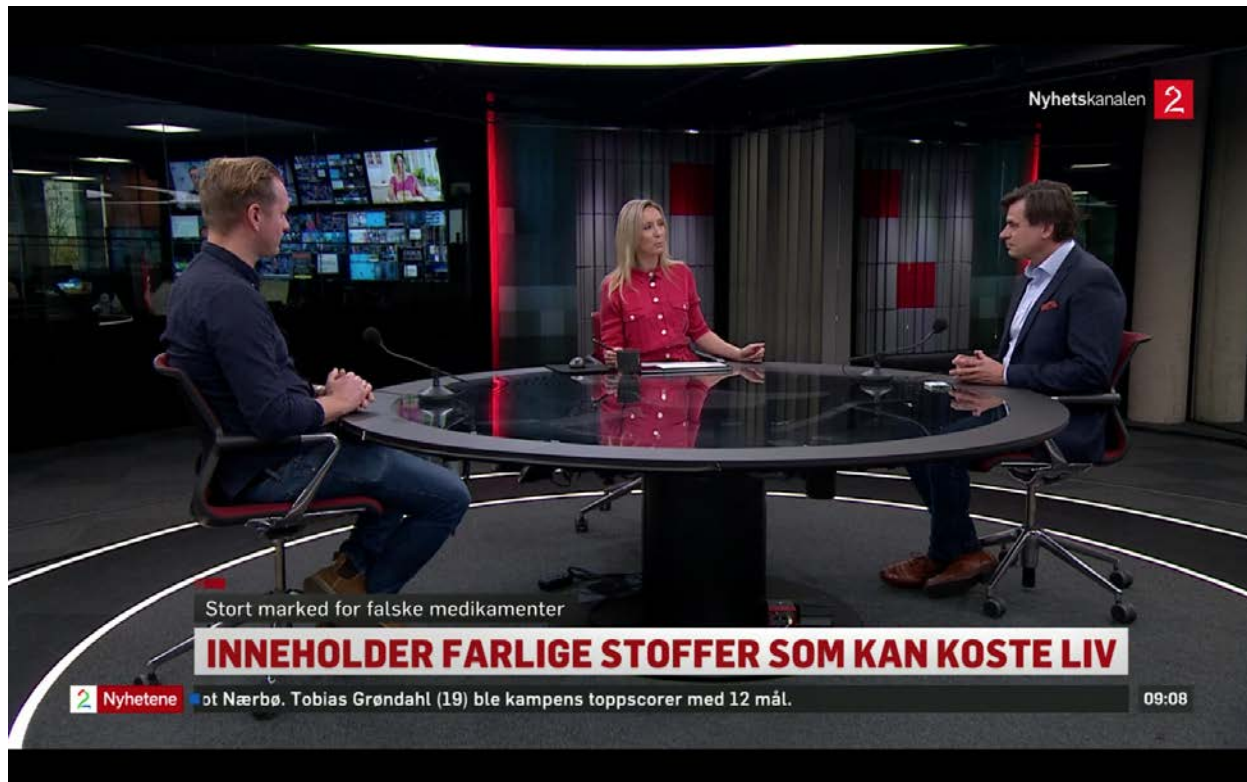 Nyhetskanalen 2
Stort marked for falske medikamenter
INNEHOLDER FARLIGE STOFFER SOM KAN KOSTE LIV
2 Nyhetene ot Nærbø. Tobias Grøndahl (19) ble kampens toppscorer med 12 mål. 09:08